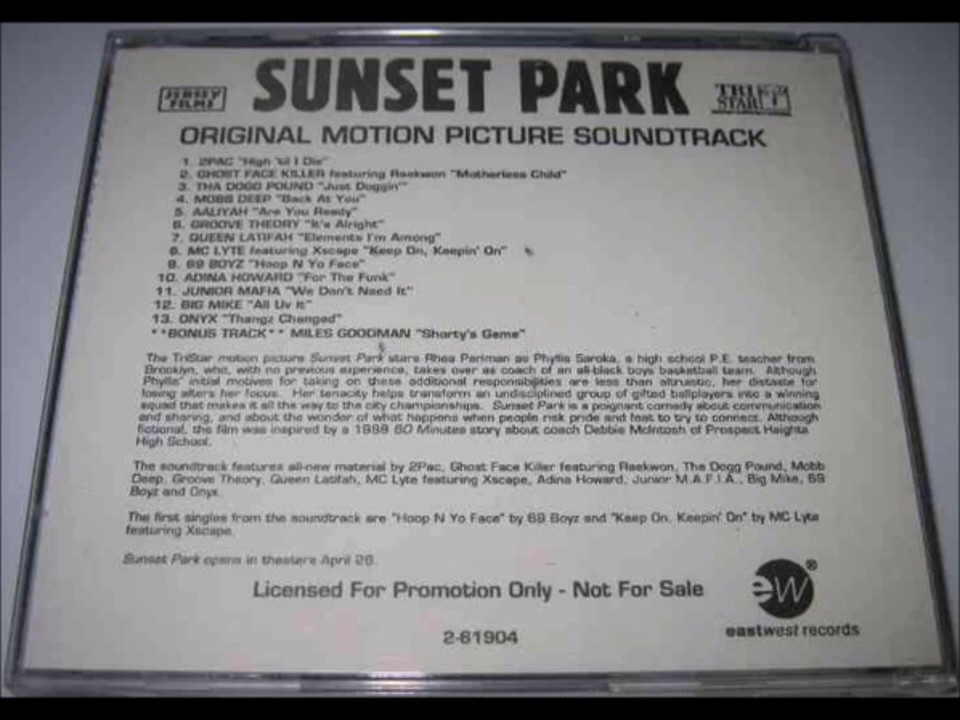 JERSEY FILMS
SUNSET PARK
TRI STAR
ORIGINAL MOTION PICTURE SOUNDTRACK
1. 2PAC "High 'til I Die"
2. GHOST FACE KILLER featuring Raekwon "Motherless Child"
3. THA DOGG POUND "Just Doggin'"
4. MOBB DEEP "Back At You"
5. AALIYAH "Are You Ready"
6. GROOVE THEORY "It's Alright"
7. QUEEN LATIFAH "Elements I'm Among"
8. MC LYTE featuring Xscape "Keep On, Keepin' On"
9. 69 BOYZ "Hoop N Yo Face"
10. ADINA HOWARD "For The Funk"
11. JUNIOR MAFIA "We Don't Need It"
12. BIG MIKE "All Uv It"
13. ONYX "Thangz Changed"
**BONUS TRACK** MILES GOODMAN "Shorty's Game"
The TriStar motion picture Sunset Park stars Rhea Perlman as Phyllis Saroka, a high school P.E. teacher from
Brooklyn, who, with no previous experience, takes over as coach of an all-black boys basketball team. Although
Phyllis' initial motives for taking on these additional responsibilities are less than altruistic, her distaste for
losing alters her focus. Her tenacity helps transform an undisciplined group of gifted ballplayers into a winning
squad that makes it all the way to the city championships. Sunset Park is a poignant comedy about communication
and sharing, and about the wonder of what happens when people risk pride and fast to try to connect. Although
fictional, the film was inspired by a 1988 60 Minutes story about coach Debbie McIntosh of Prospect Heights
High School.
The soundtrack features all-new material by 2Pac, Ghost Face Killer featuring Raekwon, Tha Dogg Pound, Mobb
Deep, Groove Theory, Queen Latifah, MC Lyte featuring Xscape, Adina Howard, Junior M.A.F.I.A., Big Mike, 69
Boyz and Onyx.
The first singles from the soundtrack are "Hoop N Yo Face" by 69 Boyz and "Keep On, Keepin' On" by MC Lyte
featuring Xscape.
Sunset Park opens in theaters April 26.
Licensed For Promotion Only - Not For Sale
ew®
eastwest records
2-61904